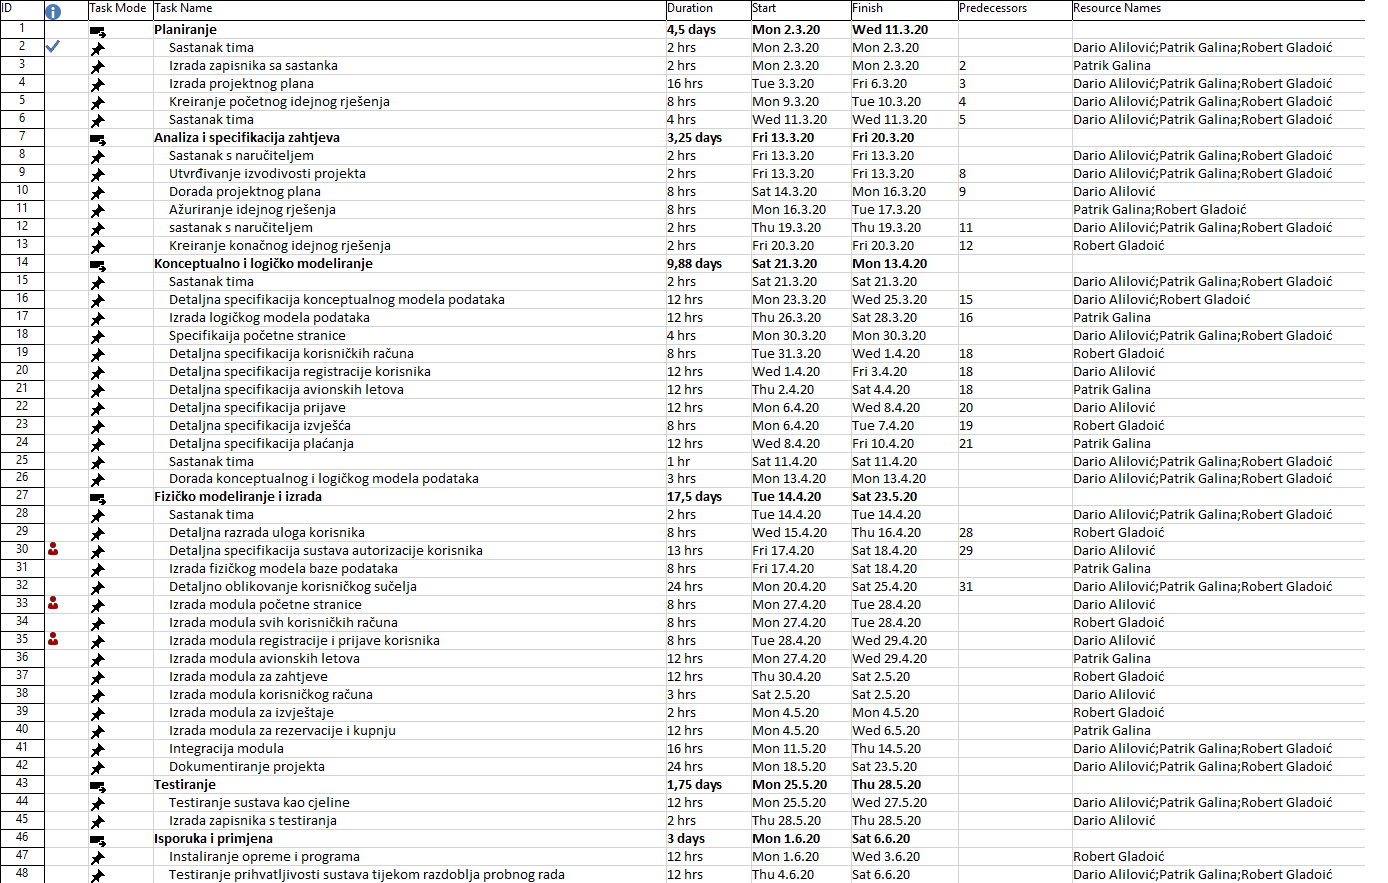 ID Task Mode Task Name Duration Start Finish Predecessors Resource Names
1 Planiranje 4,5 days Mon 2.3.20 Wed 11.3.20
2 Sastanak tima 2 hrs Mon 2.3.20 Mon 2.3.20 Dario Alilović;Patrik Galina;Robert Gladoić
3 Izrada zapisnika sa sastanka 2 hrs Mon 2.3.20 Mon 2.3.20 2 Patrik Galina
4 Izrada projektnog plana 16 hrs Tue 3.3.20 Fri 6.3.20 3 Dario Alilović;Patrik Galina;Robert Gladoić
5 Kreiranje početnog idejnog rješenja 8 hrs Mon 9.3.20 Tue 10.3.20 4 Dario Alilović;Patrik Galina;Robert Gladoić
6 Sastanak tima 4 hrs Wed 11.3.20 Wed 11.3.20 5 Dario Alilović;Patrik Galina;Robert Gladoić
7 Analiza i specifikacija zahtjeva 3,25 days Fri 13.3.20 Fri 20.3.20
8 Sastanak s naručiteljem 2 hrs Fri 13.3.20 Fri 13.3.20 Dario Alilović;Patrik Galina;Robert Gladoić
9 Utvrđivanje izvodivosti projekta 2 hrs Fri 13.3.20 Fri 13.3.20 8 Dario Alilović;Patrik Galina;Robert Gladoić
10 Dorada projektnog plana 8 hrs Sat 14.3.20 Mon 16.3.20 9 Dario Alilović
11 Ažuriranje idejnog rješenja 8 hrs Mon 16.3.20 Tue 17.3.20 Patrik Galina;Robert Gladoić
12 sastanak s naručiteljem 2 hrs Thu 19.3.20 Thu 19.3.20 11 Dario Alilović;Patrik Galina;Robert Gladoić
13 Kreiranje konačnog idejnog rješenja 2 hrs Fri 20.3.20 Fri 20.3.20 12 Robert Gladoić
14 Konceptualno i logičko modeliranje 9,88 days Sat 21.3.20 Mon 13.4.20
15 Sastanak tima 2 hrs Sat 21.3.20 Sat 21.3.20 Dario Alilović;Patrik Galina;Robert Gladoić
16 Detaljna specifikacija konceptualnog modela podataka 12 hrs Mon 23.3.20 Wed 25.3.20 15 Dario Alilović;Robert Gladoić
17 Izrada logičkog modela podataka 12 hrs Thu 26.3.20 Sat 28.3.20 16 Patrik Galina
18 Specifikaija početne stranice 4 hrs Mon 30.3.20 Mon 30.3.20 Dario Alilović;Patrik Galina;Robert Gladoić
19 Detaljna specifikacija korisničkih računa 8 hrs Tue 31.3.20 Wed 1.4.20 18 Robert Gladoić
20 Detaljna specifikacija registracije korisnika 12 hrs Wed 1.4.20 Fri 3.4.20 18 Dario Alilović
21 Detaljna specifikacija avionskih letova 12 hrs Thu 2.4.20 Sat 4.4.20 18 Patrik Galina
22 Detaljna specifikacija prijave 12 hrs Mon 6.4.20 Wed 8.4.20 20 Dario Alilović
23 Detaljna specifikacija izvješća 8 hrs Mon 6.4.20 Tue 7.4.20 19 Robert Gladoić
24 Detaljna specifikacija plaćanja 12 hrs Wed 8.4.20 Fri 10.4.20 21 Patrik Galina
25 Sastanak tima 1 hr Sat 11.4.20 Sat 11.4.20 Dario Alilović;Patrik Galina;Robert Gladoić
26 Dorada konceptualnog i logičkog modela podataka 3 hrs Mon 13.4.20 Mon 13.4.20 Dario Alilović;Patrik Galina;Robert Gladoić
27 Fizičko modeliranje i izrada 17,5 days Tue 14.4.20 Sat 23.5.20
28 Sastanak tima 2 hrs Tue 14.4.20 Tue 14.4.20 Dario Alilović;Patrik Galina;Robert Gladoić
29 Detaljna razrada uloga korisnika 8 hrs Wed 15.4.20 Thu 16.4.20 28 Robert Gladoić
30 Detaljna specifikacija sustava autorizacije korisnika 13 hrs Fri 17.4.20 Sat 18.4.20 29 Dario Alilović
31 Izrada fizičkog modela baze podataka 8 hrs Fri 17.4.20 Sat 18.4.20 Patrik Galina
32 Detaljno oblikovanje korisničkog sučelja 24 hrs Mon 20.4.20 Sat 25.4.20 31 Dario Alilović;Patrik Galina;Robert Gladoić
33 Izrada modula početne stranice 8 hrs Mon 27.4.20 Tue 28.4.20 Dario Alilović
34 Izrada modula svih korisničkih računa 8 hrs Mon 27.4.20 Tue 28.4.20 Robert Gladoić
35 Izrada modula registracije i prijave korisnika 8 hrs Tue 28.4.20 Wed 29.4.20 Dario Alilović
36 Izrada modula avionskih letova 12 hrs Mon 27.4.20 Wed 29.4.20 Patrik Galina
37 Izrada modula za zahtjeve 12 hrs Thu 30.4.20 Sat 2.5.20 Robert Gladoić
38 Izrada modula korisničkog računa 3 hrs Sat 2.5.20 Sat 2.5.20 Dario Alilović
39 Izrada modula za izvještaje 2 hrs Mon 4.5.20 Mon 4.5.20 Robert Gladoić
40 Izrada modula za rezervacije i kupnju 12 hrs Mon 4.5.20 Wed 6.5.20 Patrik Galina
41 Integracija modula 16 hrs Mon 11.5.20 Thu 14.5.20 Dario Alilović;Patrik Galina;Robert Gladoić
42 Dokumentiranje projekta 24 hrs Mon 18.5.20 Sat 23.5.20 Dario Alilović;Patrik Galina;Robert Gladoić
43 Testiranje 1,75 days Mon 25.5.20 Thu 28.5.20
44 Testiranje sustava kao cjeline 12 hrs Mon 25.5.20 Wed 27.5.20 Dario Alilović;Patrik Galina;Robert Gladoić
45 Izrada zapisnika s testiranja 2 hrs Thu 28.5.20 Thu 28.5.20 Dario Alilović
46 Isporuka i primjena 3 days Mon 1.6.20 Sat 6.6.20
47 Instaliranje opreme i programa 12 hrs Mon 1.6.20 Wed 3.6.20 Robert Gladoić
48 Testiranje prihvatljivosti sustava tijekom razdoblja probnog rada 12 hrs Thu 4.6.20 Sat 6.6.20 Dario Alilović;Patrik Galina;Robert Gladoić